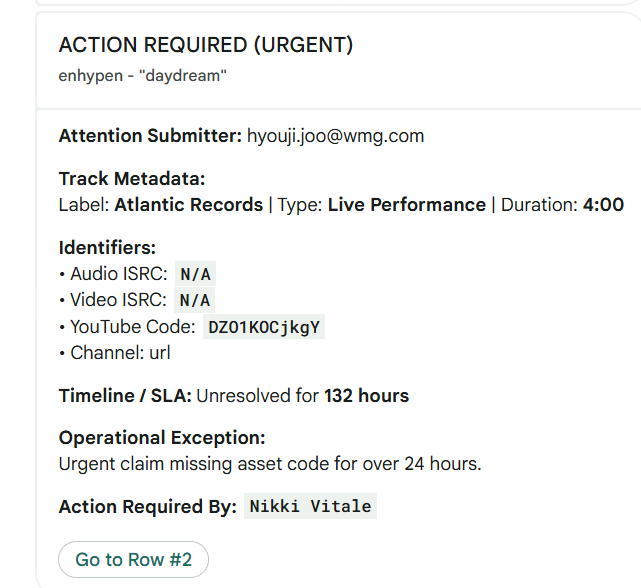 ACTION REQUIRED (URGENT)
enhypen - "daydream"
Attention Submitter: hyouji.joo@wmg.com
Track Metadata:
Label: Atlantic Records | Type: Live Performance | Duration: 4:00
Identifiers:
• Audio ISRC: N/A
• Video ISRC: N/A
• YouTube Code: DZO1KOCjkgY
• Channel: url
Timeline / SLA: Unresolved for 132 hours
Operational Exception:
Urgent claim missing asset code for over 24 hours.
Action Required By: Nikki Vitale
Go to Row #2